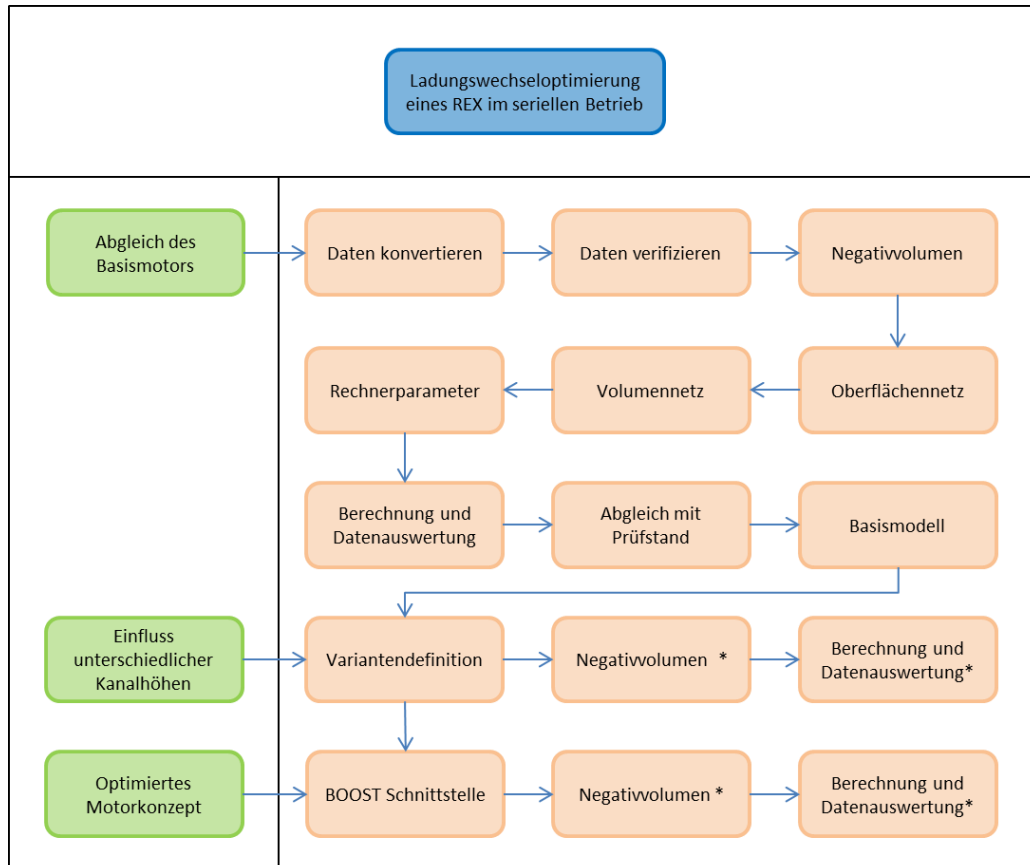 Ladungswechseloptimierung
eines REX im seriellen Betrieb
Abgleich des
Basismotors
Daten konvertieren
Daten verifizieren
Negativvolumen
Rechnerparameter
Volumennetz
Oberflächennetz
Berechnung und
Datenauswertung
Abgleich mit
Prüfstand
Basismodell
Einfluss
unterschiedlicher
Kanalhöhen
Variantendefinition
Negativvolumen *
Berechnung und
Datenauswertung*
Optimiertes
Motorkonzept
BOOST Schnittstelle
Negativvolumen *
Berechnung und
Datenauswertung*